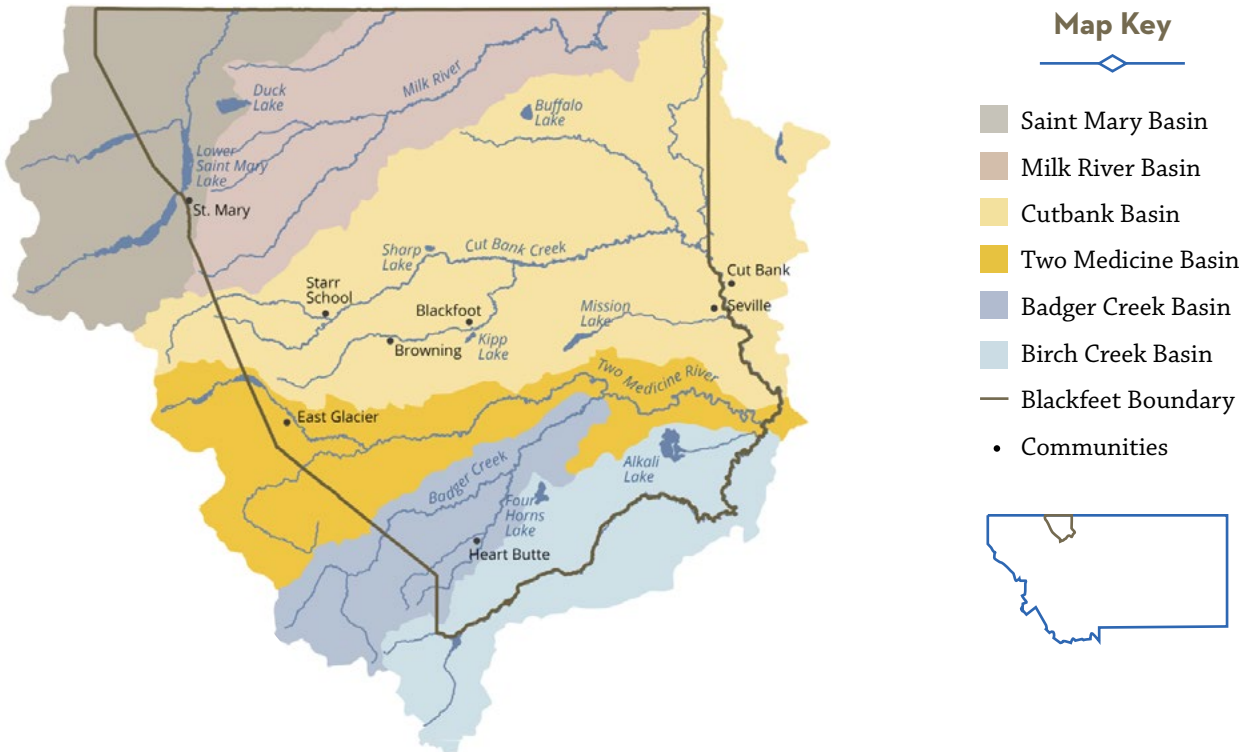 Duck
Lake
Milk River
Buffalo
Lake
Lower
Saint Mary
Lake
St. Mary
Sharp
Lake
Cut Bank Creek
Starr
School
Blackfoot
Browning
Kipp
Lake
Mission
Lake
Cut Bank
Seville
Two Medicine River
East Glacier
Badger Creek
Four
Horns
Lake
Alkali
Lake
Heart Butte
Map Key
Saint Mary Basin
Milk River Basin
Cutbank Basin
Two Medicine Basin
Badger Creek Basin
Birch Creek Basin
Blackfeet Boundary
Communities